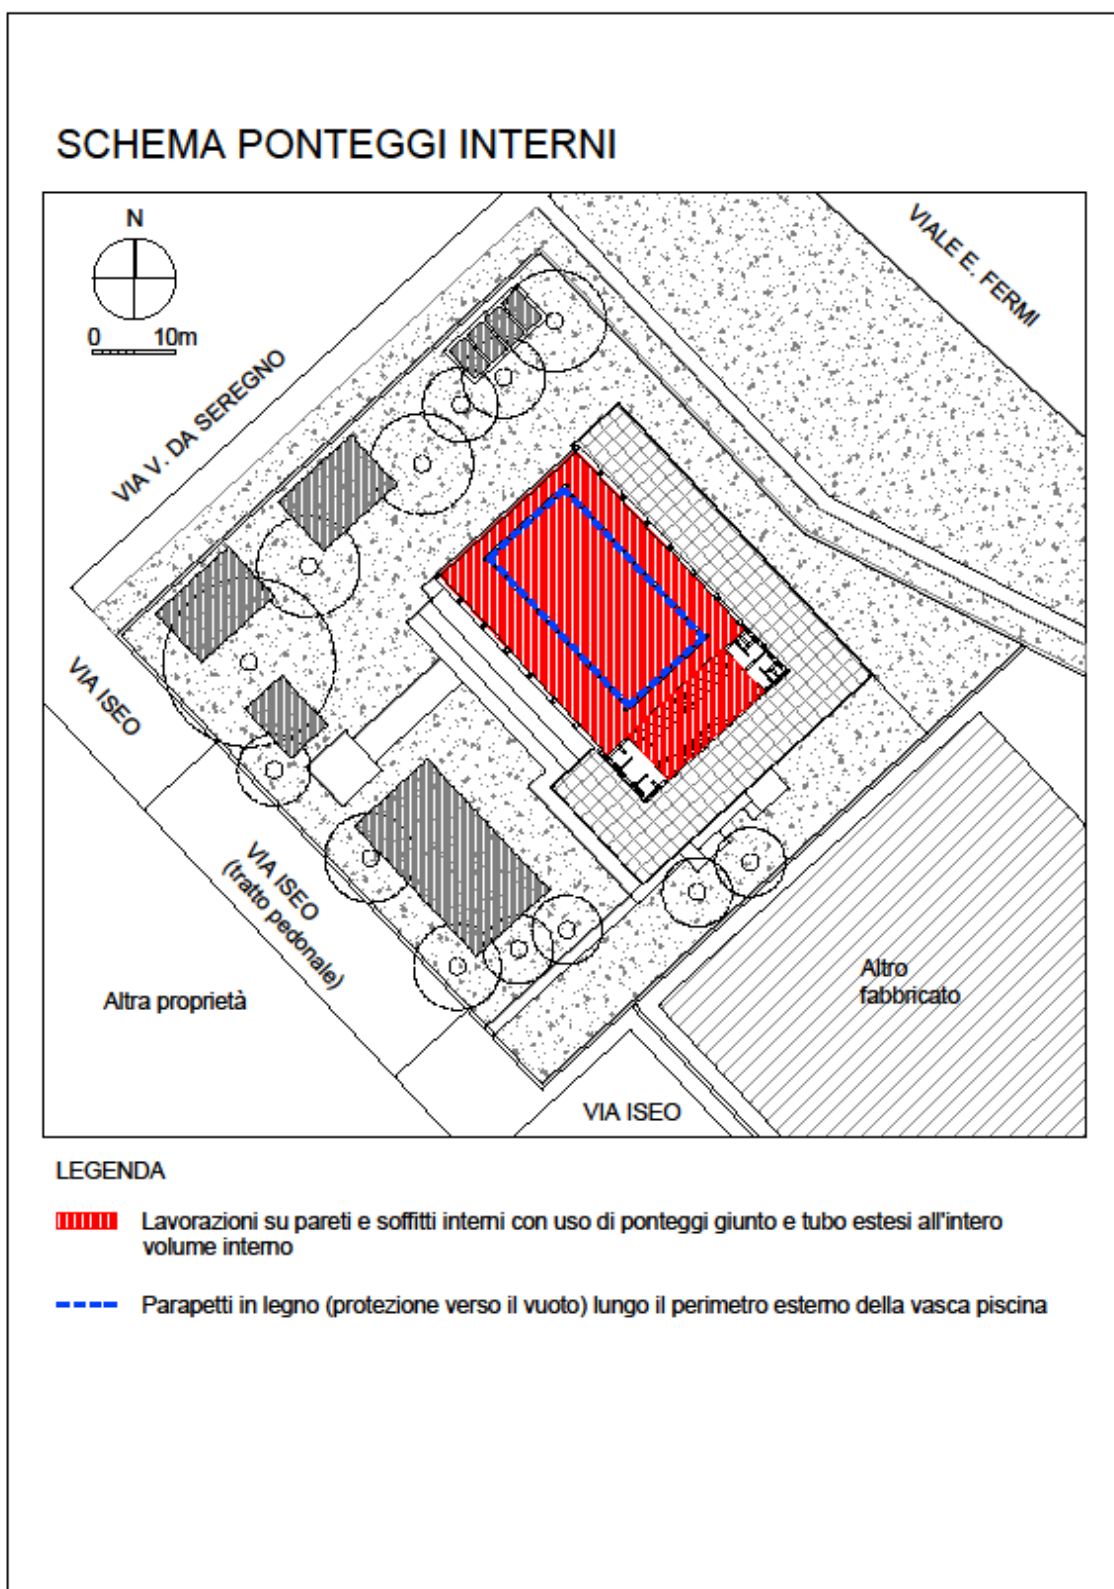 SCHEMA PONTEGGI INTERNI
N
0 10m
VIALE E. FERMI
VIA V. DA SEREGNO
VIA ISEO
VIA ISEO
(tratto pedonale)
Altra proprietà
Altro
fabbricato
VIA ISEO
LEGENDA
Lavorazioni su pareti e soffitti interni con uso di ponteggi giunto e tubo estesi all'intero
volume interno
Parapetti in legno (protezione verso il vuoto) lungo il perimetro esterno della vasca piscina